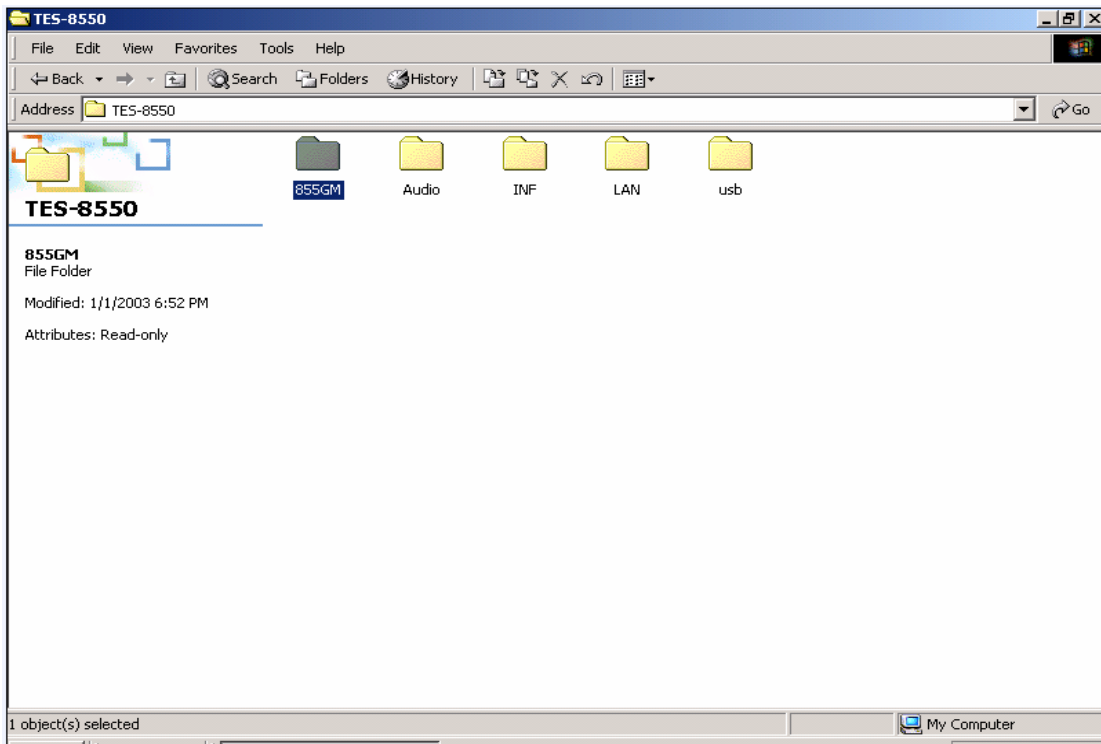 TES-8550
File Edit View Favorites Tools Help
Back Search Folders History
Address TES-8550 Go
855GM Audio INF LAN usb
TES-8550
855GM
File Folder
Modified: 1/1/2003 6:52 PM
Attributes: Read-only
1 object(s) selected My Computer